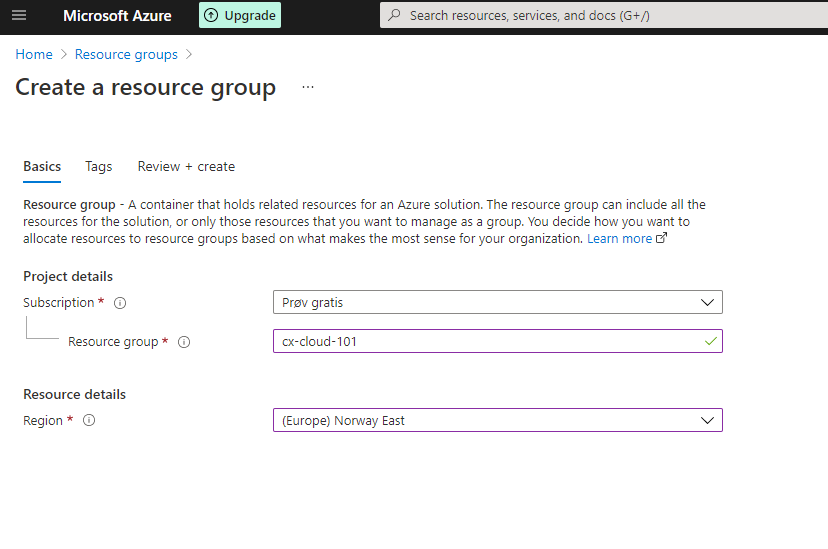 Microsoft Azure
Upgrade
Search resources, services, and docs (G+/)
Home > Resource groups >
Create a resource group ...
Basics Tags Review + create
Resource group - A container that holds related resources for an Azure solution. The resource group can include all the
resources for the solution, or only those resources that you want to manage as a group. You decide how you want to
allocate resources to resource groups based on what makes the most sense for your organization. Learn more
Project details
Subscription *
Prøv gratis
Resource group *
cx-cloud-101
Resource details
Region *
(Europe) Norway East